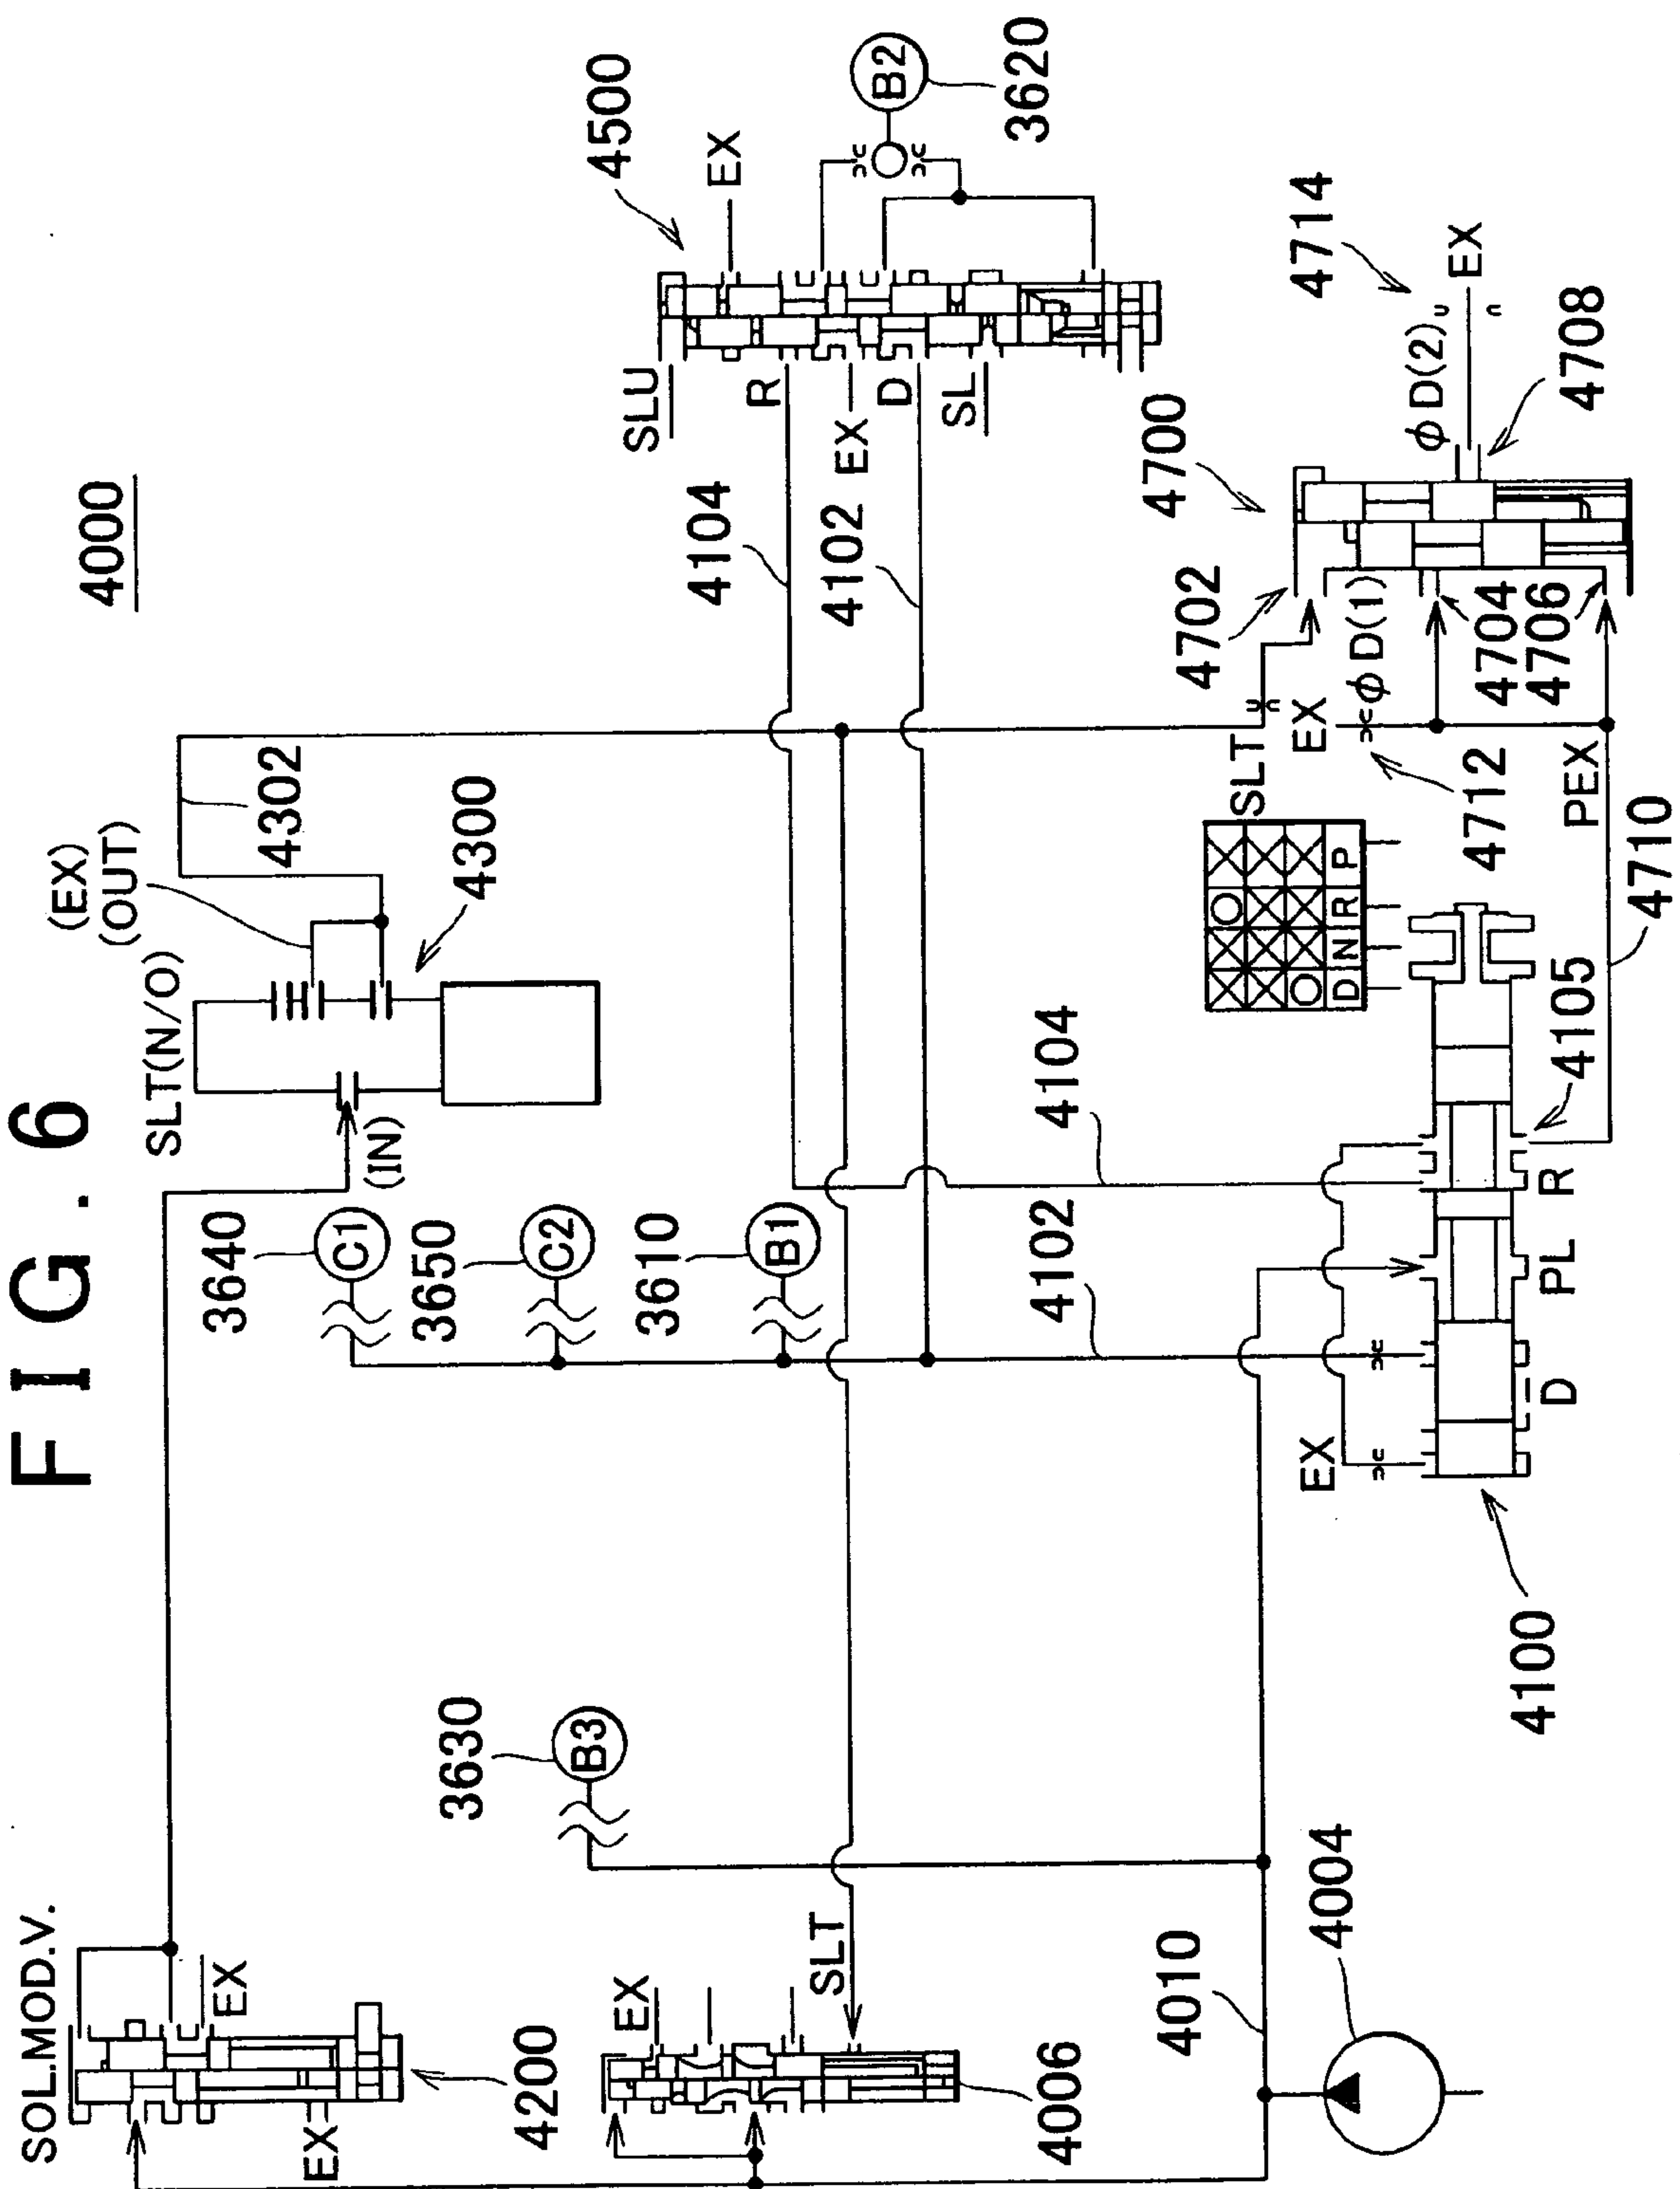 FIG. 6
4000
SOL.MOD.V.
EX
EX
4200
SLT(N/O)
(IN)
(EX)
(OUT)
4302
4300
3640
C1
3650
C2
3610
B1
3630
B3
EX
SLT
4006
4010
4004
4500
EX
B2
3620
SLU
R
EX
D
SL
4104
4102
4104
4102
4700
4702
4704
4706
4708
φD(2)
EX
4714
SLT
EX
φD(1)
4712
PEX
4710
D N R P
4105
EX
D
PL
R
4100